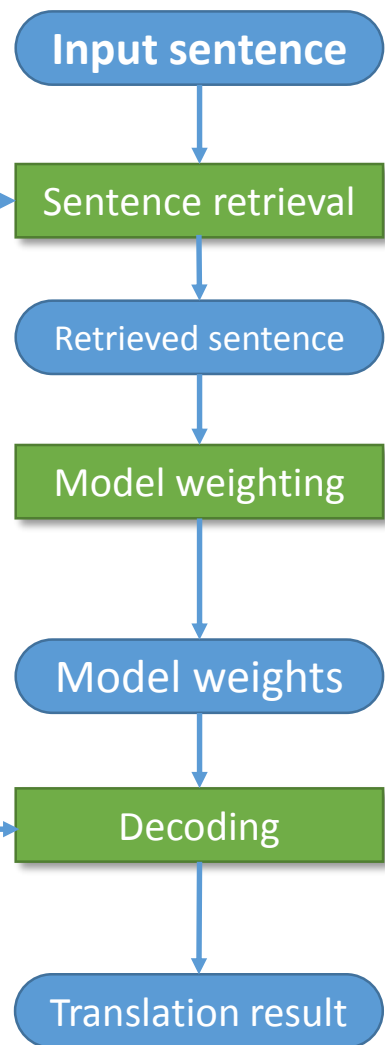 Input sentence
Sentence retrieval
Retrieved sentence
Model weighting
Model weights
Decoding
Translation result